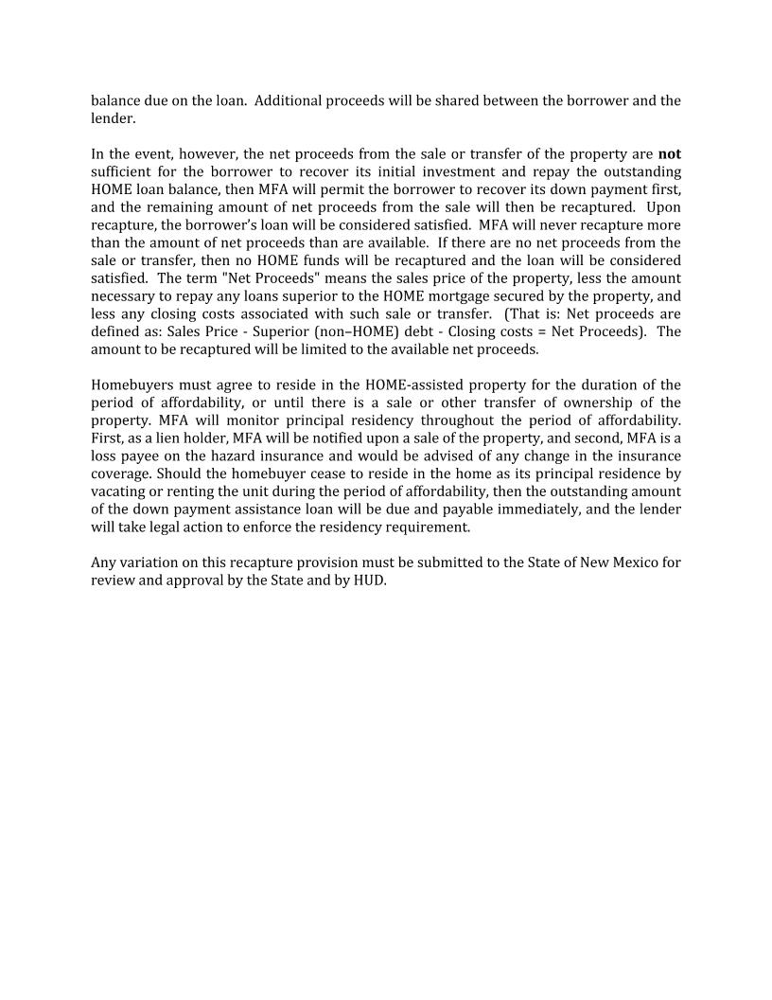 balance due on the loan.  Additional proceeds will be shared between the borrower and the
lender.
In the event, however, the net proceeds from the sale or transfer of the property are not
sufficient for the borrower to recover its initial investment and repay the outstanding
HOME loan balance, then MFA will permit the borrower to recover its down payment first,
and the remaining amount of net proceeds from the sale will then be recaptured.  Upon
recapture, the borrower’s loan will be considered satisfied.  MFA will never recapture more
than the amount of net proceeds than are available.  If there are no net proceeds from the
sale or transfer, then no HOME funds will be recaptured and the loan will be considered
satisfied.  The term "Net Proceeds" means the sales price of the property, less the amount
necessary to repay any loans superior to the HOME mortgage secured by the property, and
less any closing costs associated with such sale or transfer.  (That is: Net proceeds are
defined as: Sales Price - Superior (non–HOME) debt - Closing costs = Net Proceeds).  The
amount to be recaptured will be limited to the available net proceeds.
Homebuyers must agree to reside in the HOME-assisted property for the duration of the
period of affordability, or until there is a sale or other transfer of ownership of the
property. MFA will monitor principal residency throughout the period of affordability.
First, as a lien holder, MFA will be notified upon a sale of the property, and second, MFA is a
loss payee on the hazard insurance and would be advised of any change in the insurance
coverage. Should the homebuyer cease to reside in the home as its principal residence by
vacating or renting the unit during the period of affordability, then the outstanding amount
of the down payment assistance loan will be due and payable immediately, and the lender
will take legal action to enforce the residency requirement.
Any variation on this recapture provision must be submitted to the State of New Mexico for
review and approval by the State and by HUD.